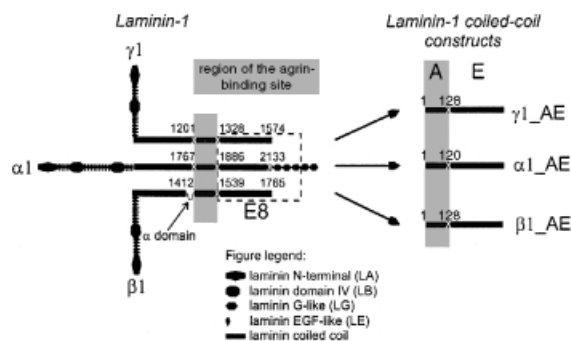 Laminin-1
Laminin-1 coiled-coil
constructs
γ1
region of the agrin-
binding site
A E
1 128
γ1_AE
1201 1328 1574
α1
1767 1886 2133
1 120
α1_AE
1412 1539 1765
E8
1 128
β1_AE
α domain
β1
Figure legend:
laminin N-terminal (LA)
laminin domain IV (LB)
laminin G-like (LG)
laminin EGF-like (LE)
laminin coiled coil